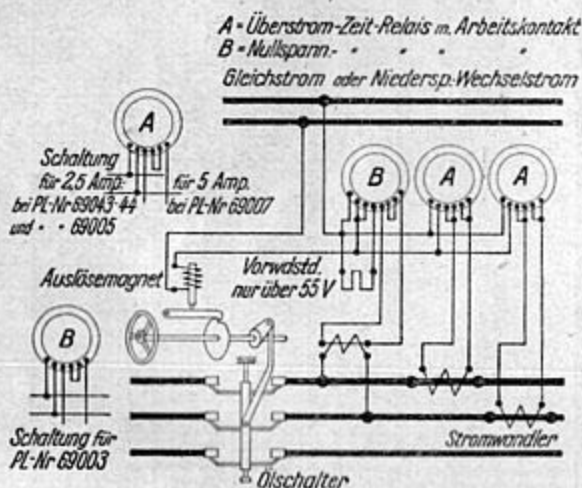 A = Überstrom-Zeit-Relais m. Arbeitskontakt
B = Nullspann.- " " " "
Gleichstrom oder Niedersp.-Wechselstrom
A
Schaltung
für 2,5 Amp.
bei PL-Nr 69043-44
und " " 69005
für 5 Amp.
bei PL-Nr 69007
B
A
A
Auslösemagnet
Vorwdstd.
nur über 55 V
B
Schaltung für
PL-Nr 69003
Stromwandler
Ölschalter